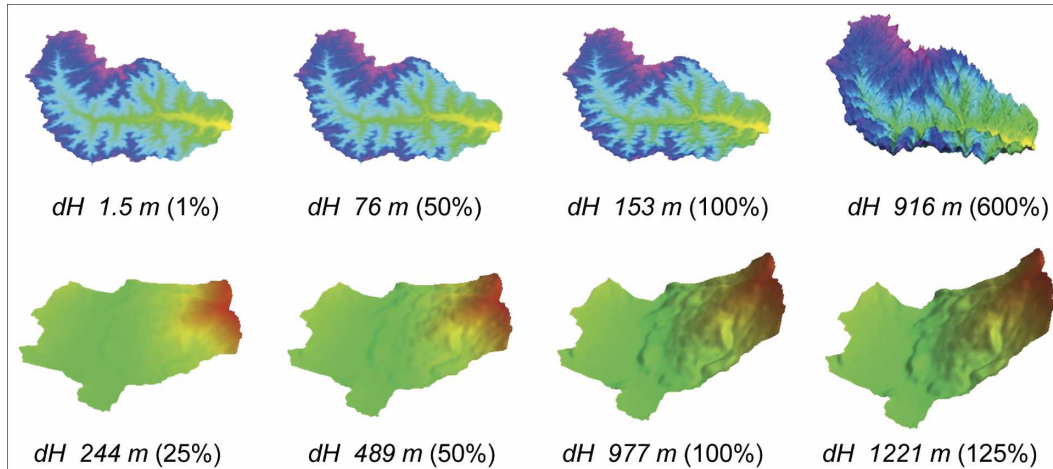 dH 1.5 m (1%)
dH 76 m (50%)
dH 153 m (100%)
dH 916 m (600%)
dH 244 m (25%)
dH 489 m (50%)
dH 977 m (100%)
dH 1221 m (125%)